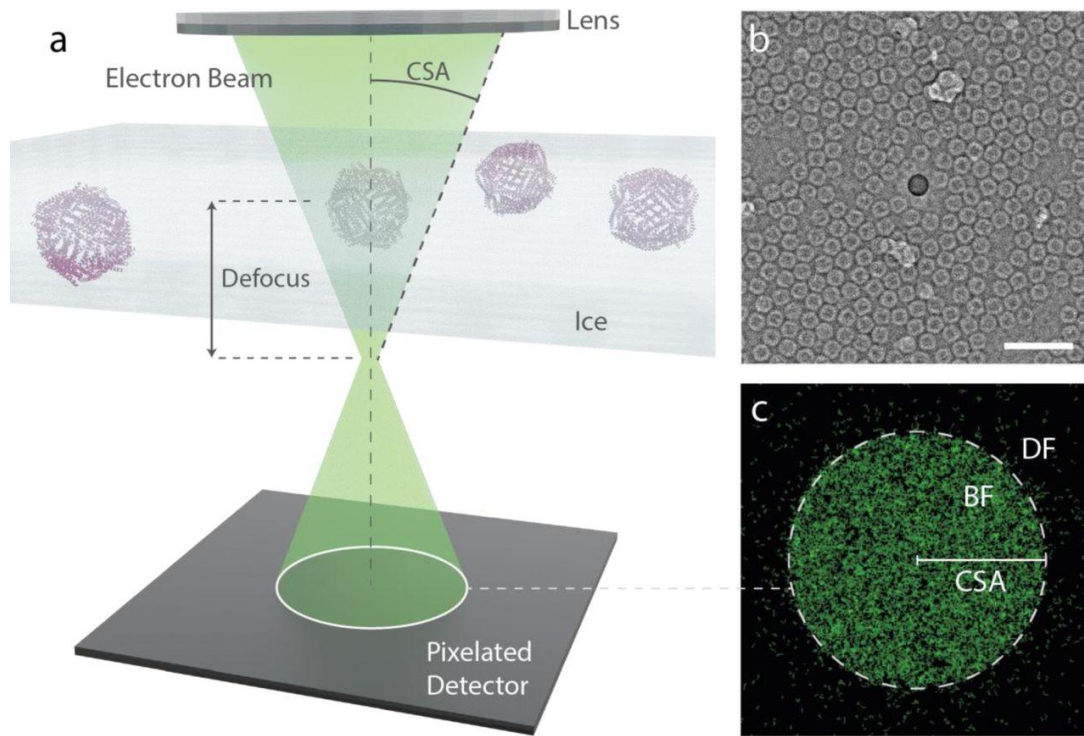 a
Lens
Electron Beam
CSA
Defocus
Ice
Pixelated
Detector
b
c
DF
BF
CSA